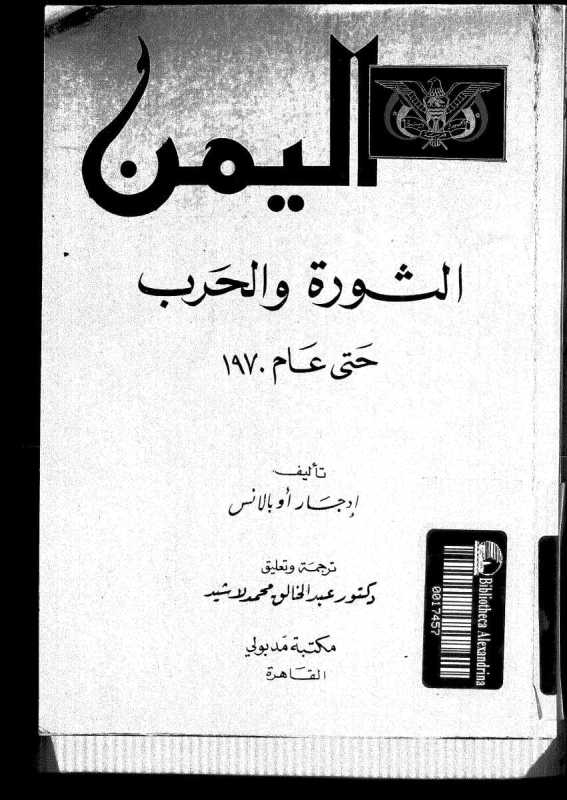 اليمن
الثورة والحرب
حتى عام ١٩٧٠
تأليف
إدجار أوبالانس
ترجمة وتعليق
دكتور عبد الخالق محمد لاشيد
مكتبة مدبولي
القاهرة
Bibliotheca Alexandrina
0017457